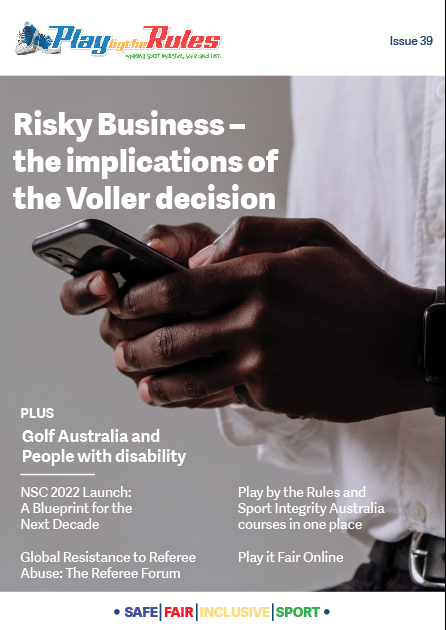 Play by the Rules
making sport inclusive, safe and fair.
Issue 39
Risky Business –
the implications of
the Voller decision
PLUS
Golf Australia and
People with disability
NSC 2022 Launch:
A Blueprint for the
Next Decade
Global Resistance to Referee
Abuse: The Referee Forum
Play by the Rules and
Sport Integrity Australia
courses in one place
Play it Fair Online
• SAFE | FAIR | INCLUSIVE | SPORT •